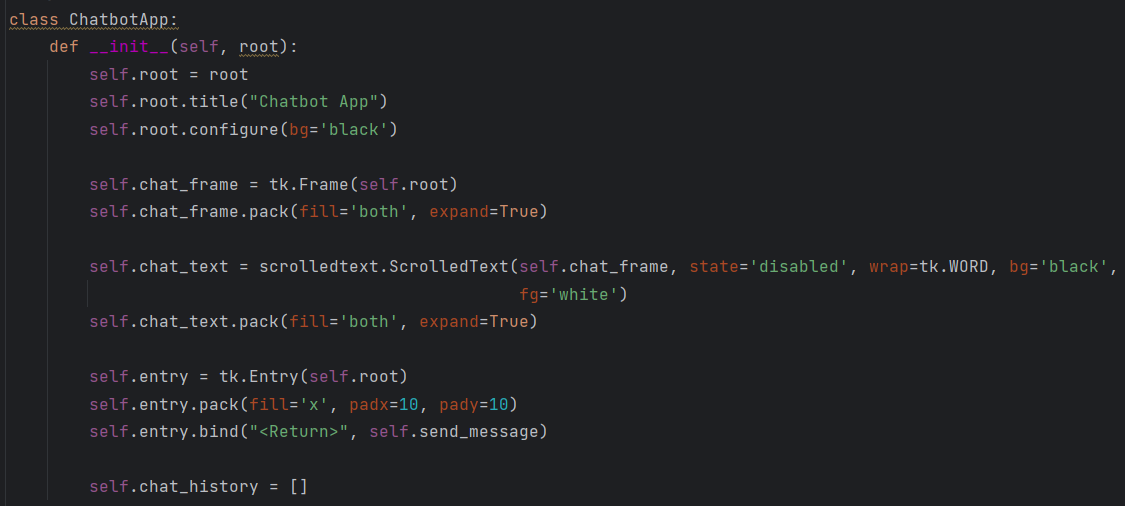 class ChatbotApp:
    def __init__(self, root):
        self.root = root
        self.root.title("Chatbot App")
        self.root.configure(bg='black')

        self.chat_frame = tk.Frame(self.root)
        self.chat_frame.pack(fill='both', expand=True)

        self.chat_text = scrolledtext.ScrolledText(self.chat_frame, state='disabled', wrap=tk.WORD, bg='black',
                                                   fg='white')
        self.chat_text.pack(fill='both', expand=True)

        self.entry = tk.Entry(self.root)
        self.entry.pack(fill='x', padx=10, pady=10)
        self.entry.bind("<Return>", self.send_message)

        self.chat_history = []